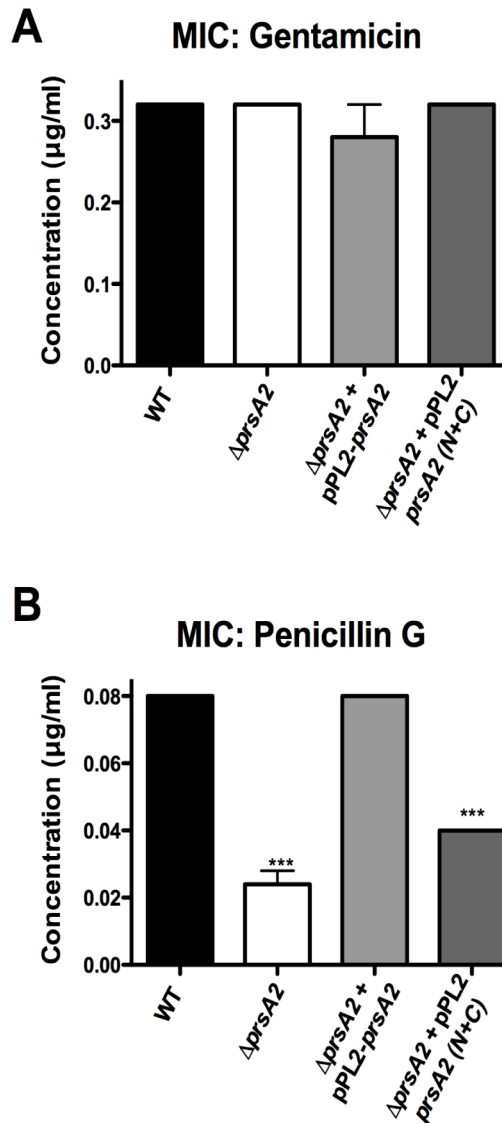 A
MIC: Gentamicin
Concentration (µg/ml)
0.3
0.2
0.1
0.0
WT
ΔprsA2
ΔprsA2 +
pPL2-prsA2
ΔprsA2 + pPL2
prsA2 (N+C)
B
MIC: Penicillin G
Concentration (µg/ml)
0.08
0.06
0.04
0.02
0.00
***
***
WT
ΔprsA2
ΔprsA2 +
pPL2-prsA2
ΔprsA2 + pPL2
prsA2 (N+C)